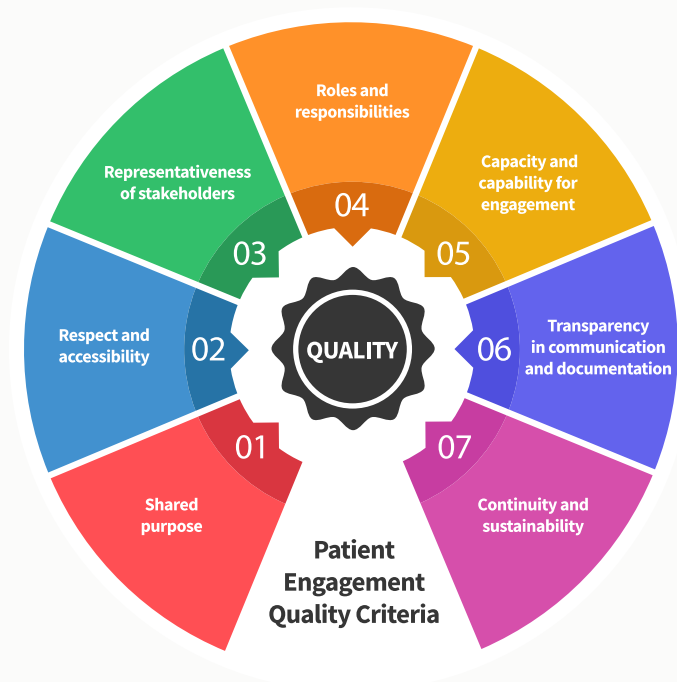 Shared
purpose
01
Respect and
accessibility
02
Representativeness
of stakeholders
03
Roles and
responsibilities
04
Capacity and
capability for
engagement
05
Transparency
in communication
and documentation
06
Continuity and
sustainability
07
QUALITY
Patient
Engagement
Quality Criteria